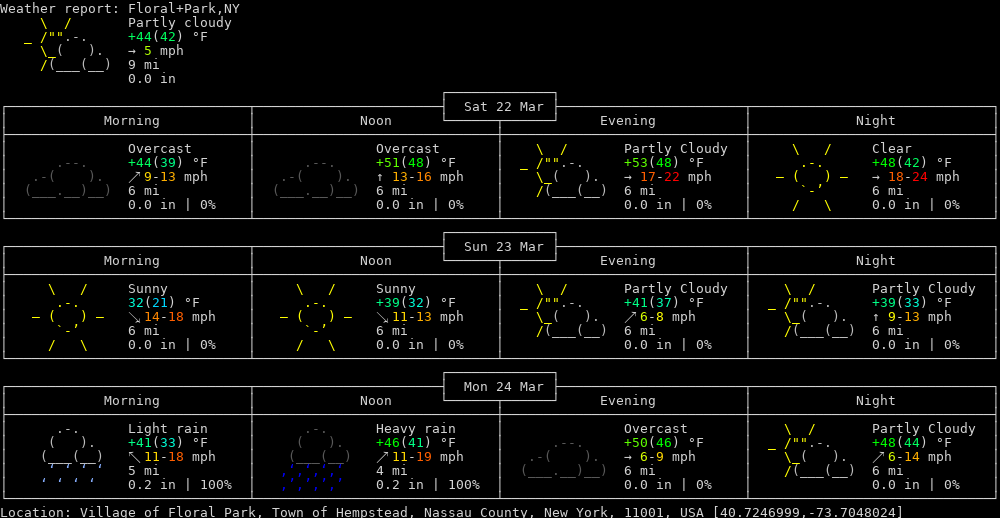 Weather report: Floral+Park,NY
Partly cloudy
+44(42) °F
→ 5 mph
9 mi
0.0 in
Sat 22 Mar
Morning Noon Evening Night
Overcast Overcast Partly Cloudy Clear
+44(39) °F +51(48) °F +53(48) °F +48(42) °F
↗ 9-13 mph ↑ 13-16 mph → 17-22 mph → 18-24 mph
6 mi 6 mi 6 mi 6 mi
0.0 in | 0% 0.0 in | 0% 0.0 in | 0% 0.0 in | 0%
Sun 23 Mar
Morning Noon Evening Night
Sunny Sunny Partly Cloudy Partly Cloudy
32(21) °F +39(32) °F +41(37) °F +39(33) °F
↘ 14-18 mph ↘ 11-13 mph ↗ 6-8 mph ↑ 9-13 mph
6 mi 6 mi 6 mi 6 mi
0.0 in | 0% 0.0 in | 0% 0.0 in | 0% 0.0 in | 0%
Mon 24 Mar
Morning Noon Evening Night
Light rain Heavy rain Overcast Partly Cloudy
+41(33) °F +46(41) °F +50(46) °F +48(44) °F
↖ 11-18 mph ↗ 11-19 mph → 6-9 mph ↗ 6-14 mph
5 mi 4 mi 6 mi 6 mi
0.2 in | 100% 0.2 in | 100% 0.0 in | 0% 0.0 in | 0%
Location: Village of Floral Park, Town of Hempstead, Nassau County, New York, 11001, USA [40.7246999,-73.7048024]